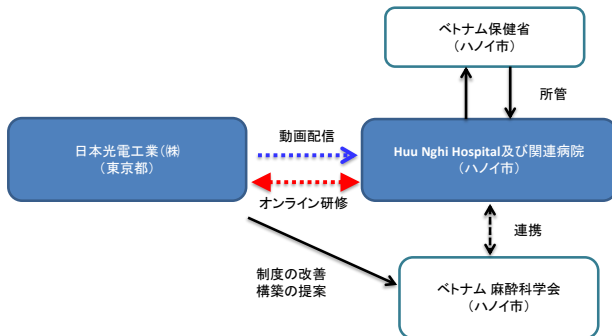 ベトナム保健省
(ハノイ市)
所管
日本光電工業(㈱)
(東京都)
動画配信
オンライン研修
Huu Nghi Hospital及び関連病院
(ハノイ市)
連携
制度の改善
構築の提案
ベトナム 麻酔科学会
(ハノイ市)